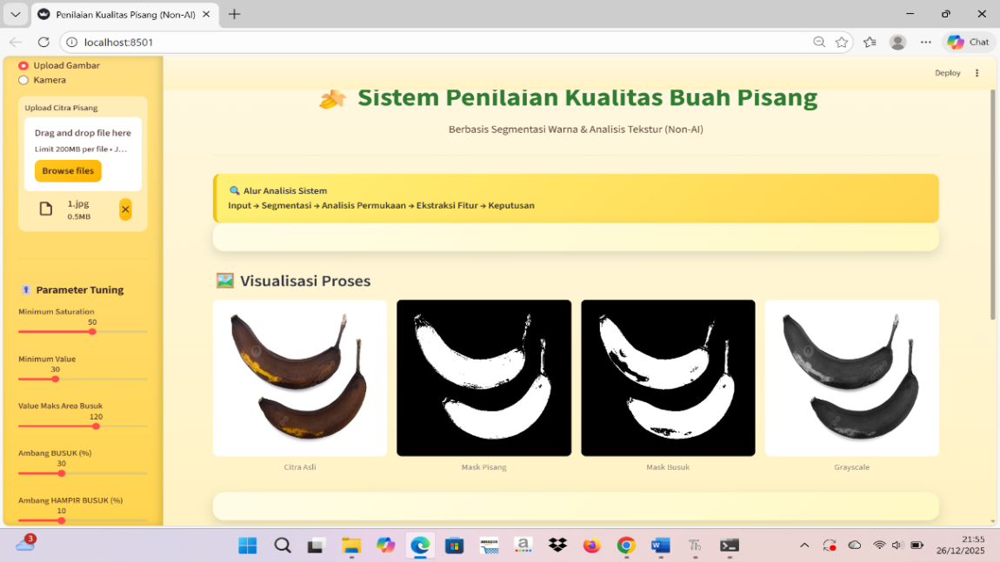 Penilaian Kualitas Pisang (Non-AI)
localhost:8501
Chat
Upload Gambar
Kamera
Upload Citra Pisang
Drag and drop file here
Limit 200MB per file • J...
Browse files
1.jpg
0.5MB
Parameter Tuning
Minimum Saturation
50
Minimum Value
30
Value Maks Area Busuk
120
Ambang BUSUK (%)
30
Ambang HAMPIR BUSUK (%)
10
Deploy
Sistem Penilaian Kualitas Buah Pisang
Berbasis Segmentasi Warna & Analisis Tekstur (Non-AI)
Alur Analisis Sistem
Input → Segmentasi → Analisis Permukaan → Ekstraksi Fitur → Keputusan
Visualisasi Proses
Citra Asli
Mask Pisang
Mask Busuk
Grayscale
3
amazon
a
W
Th
21:55
26/12/2025